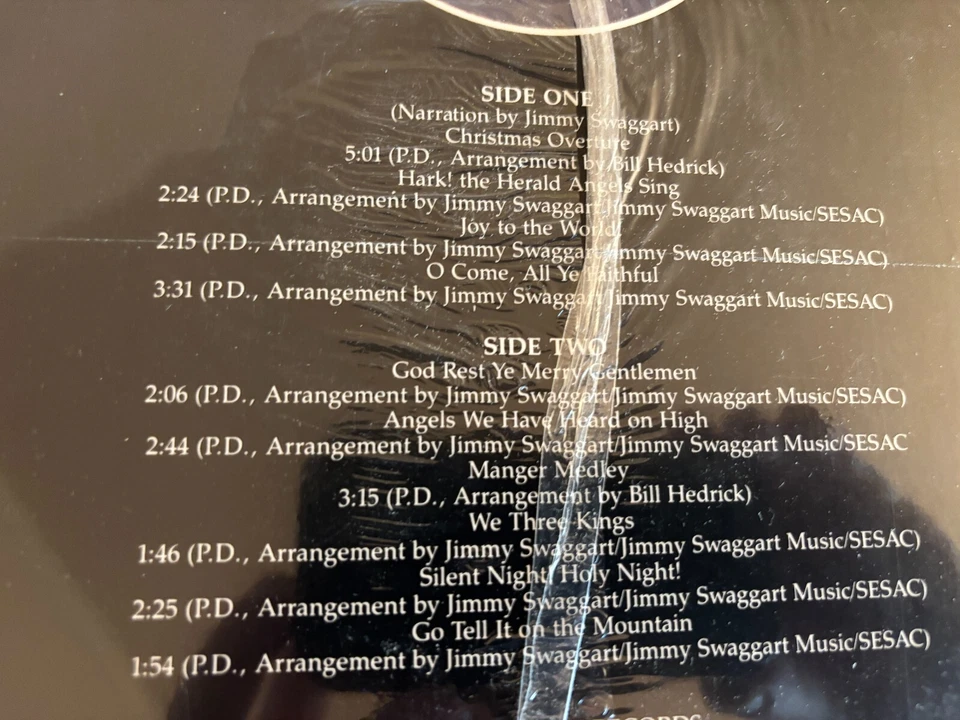 SIDE ONE
(Narration by Jimmy Swaggart)
Christmas Overture
5:01 (P.D., Arrangement by Bill Hedrick)
Hark! the Herald Angels Sing
2:24 (P.D., Arrangement by Jimmy Swaggart/Jimmy Swaggart Music/SESAC)
Joy to the World!
2:15 (P.D., Arrangement by Jimmy Swaggart/Jimmy Swaggart Music/SESAC)
O Come, All Ye Faithful
3:31 (P.D., Arrangement by Jimmy Swaggart/Jimmy Swaggart Music/SESAC)
SIDE TWO
God Rest Ye Merry Gentlemen
2:06 (P.D., Arrangement by Jimmy Swaggart/Jimmy Swaggart Music/SESAC)
Angels We Have Heard on High
2:44 (P.D., Arrangement by Jimmy Swaggart/Jimmy Swaggart Music/SESAC
Manger Medley
3:15 (P.D., Arrangement by Bill Hedrick)
We Three Kings
1:46 (P.D., Arrangement by Jimmy Swaggart/Jimmy Swaggart Music/SESAC)
Silent Night! Holy Night!
2:25 (P.D., Arrangement by Jimmy Swaggart/Jimmy Swaggart Music/SESAC)
Go Tell It on the Mountain
1:54 (P.D., Arrangement by Jimmy Swaggart/Jimmy Swaggart Music/SESAC)